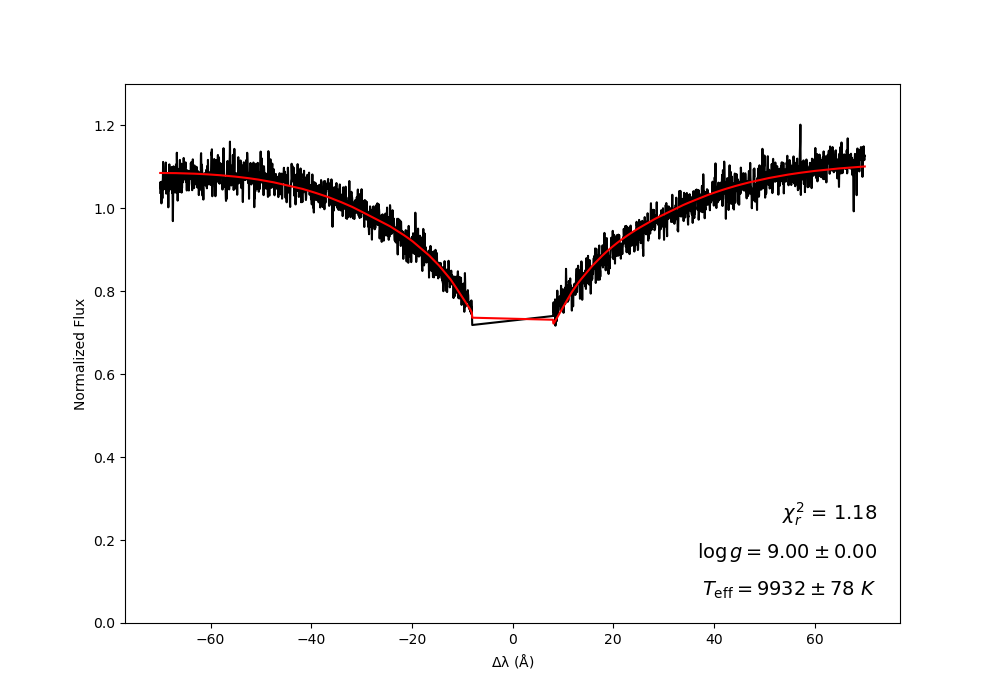 1.2
1.0
0.8
0.6
0.4
0.2
0.0
Normalized Flux
χ²ᵣ = 1.18
log g = 9.00 ± 0.00
T_eff = 9932 ± 78 K
−60 −40 −20 0 20 40 60
Δλ (Å)